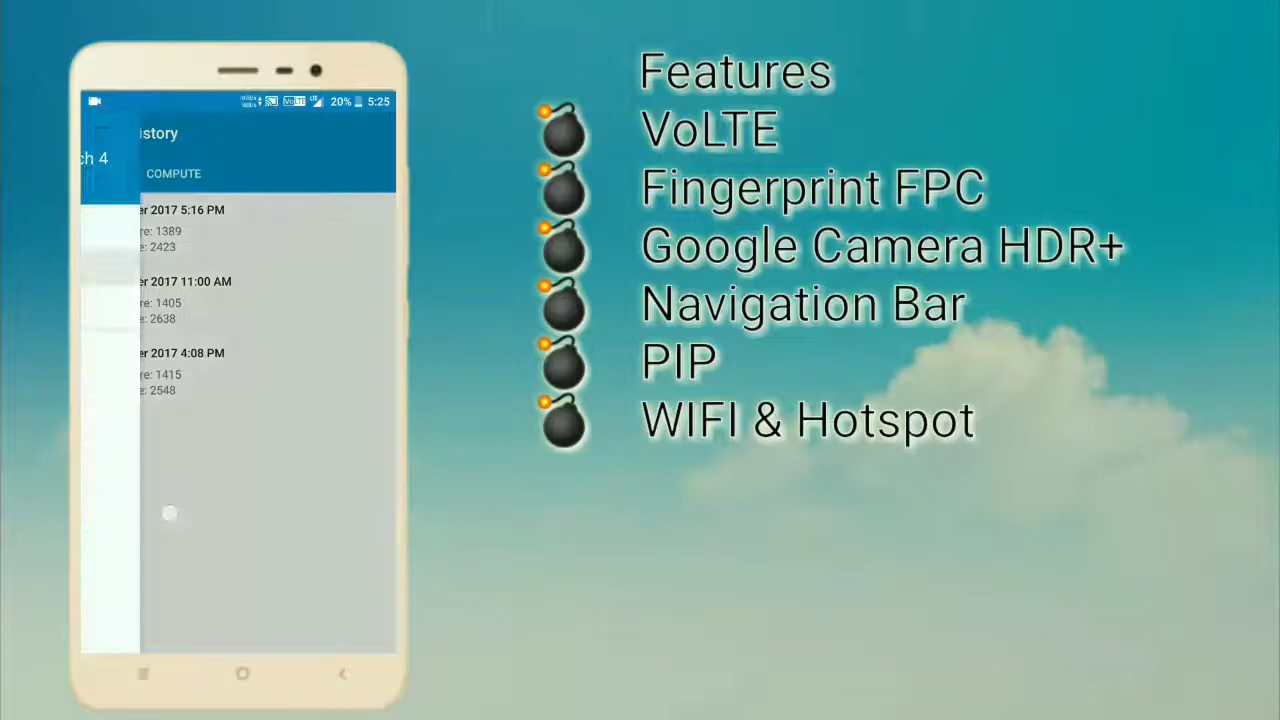 VoLTE LTE 20% 5:25
istory
ch 4
COMPUTE
er 2017 5:16 PM
re: 1389
e: 2423
er 2017 11:00 AM
re: 1405
e: 2638
er 2017 4:08 PM
re: 1415
e: 2548
Features
VoLTE
Fingerprint FPC
Google Camera HDR+
Navigation Bar
PIP
WIFI & Hotspot